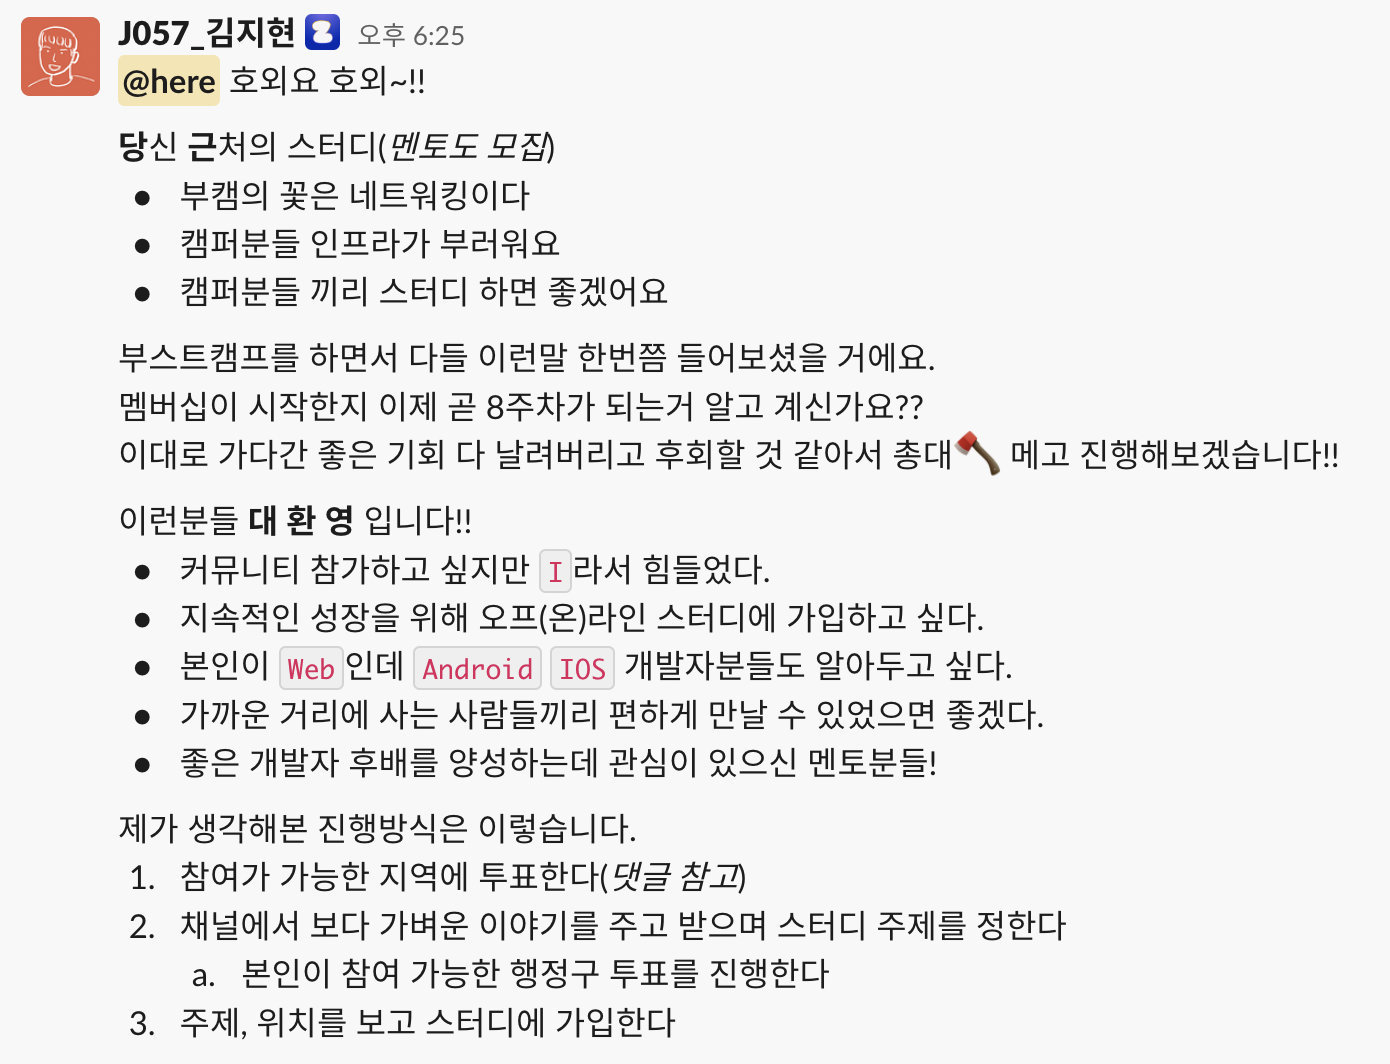 J057_김지현 오후 6:25
@here 호외요 호외~!!
당신 근처의 스터디(멘토도 모집)
● 부캠의 꽃은 네트워킹이다
● 캠퍼분들 인프라가 부러워요
● 캠퍼분들 끼리 스터디 하면 좋겠어요
부스트캠프를 하면서 다들 이런말 한번쯤 들어보셨을 거에요.
멤버십이 시작한지 이제 곧 8주차가 되는거 알고 계신가요??
이대로 가다간 좋은 기회 다 날려버리고 후회할 것 같아서 총대🪓 메고 진행해보겠습니다!!
이런분들 대 환 영 입니다!!
● 커뮤니티 참가하고 싶지만 I라서 힘들었다.
● 지속적인 성장을 위해 오프(온)라인 스터디에 가입하고 싶다.
● 본인이 Web인데 Android IOS 개발자분들도 알아두고 싶다.
● 가까운 거리에 사는 사람들끼리 편하게 만날 수 있었으면 좋겠다.
● 좋은 개발자 후배를 양성하는데 관심이 있으신 멘토분들!
제가 생각해본 진행방식은 이렇습니다.
1. 참여가 가능한 지역에 투표한다(댓글 참고)
2. 채널에서 보다 가벼운 이야기를 주고 받으며 스터디 주제를 정한다
a. 본인이 참여 가능한 행정구 투표를 진행한다
3. 주제, 위치를 보고 스터디에 가입한다